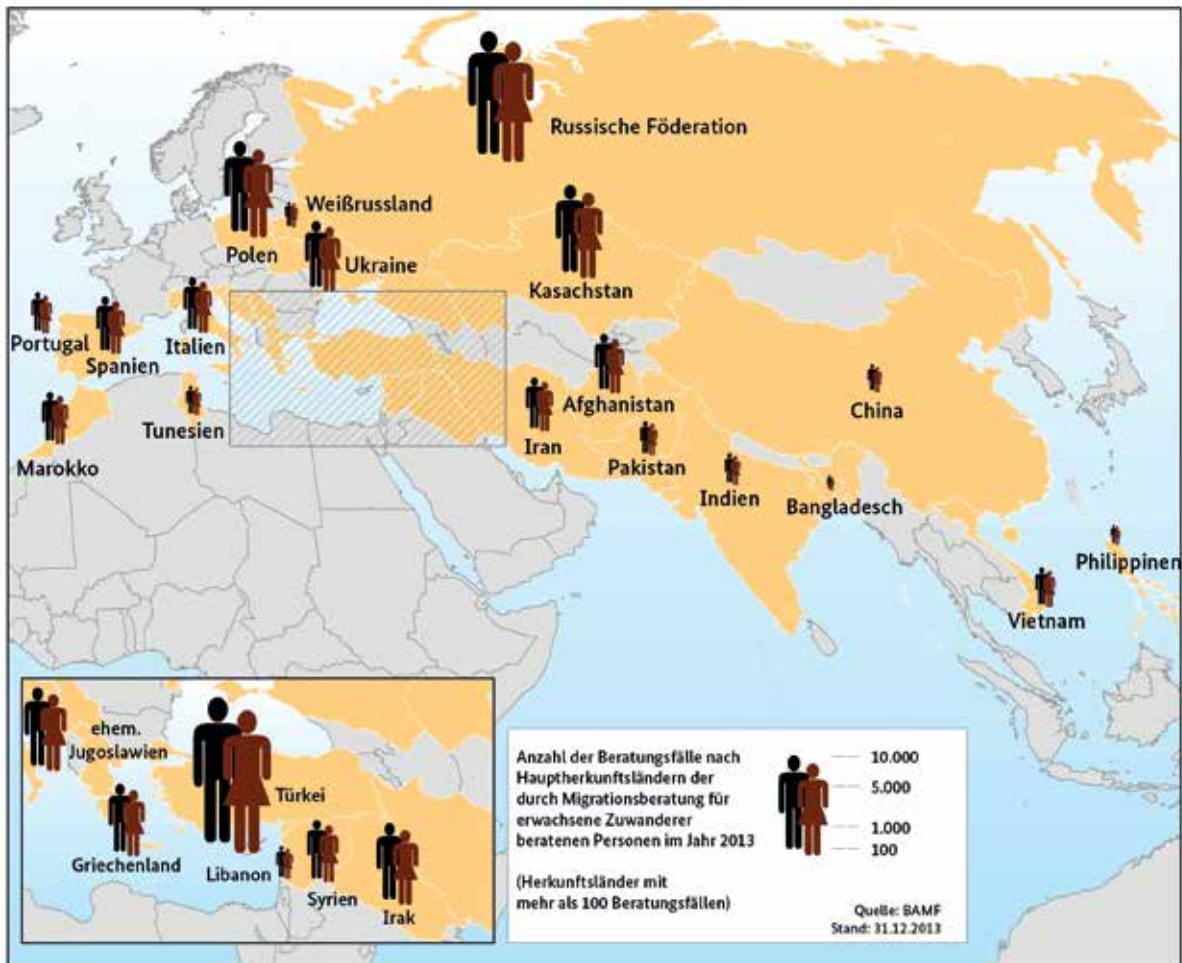 Russische Föderation
Weißrussland
Polen
Ukraine
Kasachstan
Portugal
Spanien
Italien
Afghanistan
China
Marokko
Tunesien
Iran
Pakistan
Indien
Bangladesch
Philippinen
Vietnam
ehem.
Jugoslawien
Türkei
Griechenland
Libanon
Syrien
Irak
Anzahl der Beratungsfälle nach
Hauptherkunftsländern der
durch Migrationsberatung für
erwachsene Zuwanderer
beratenen Personen im Jahr 2013
(Herkunftsländer mit
mehr als 100 Beratungsfällen)
10.000
5.000
1.000
100
Quelle: BAMF
Stand: 31.12.2013